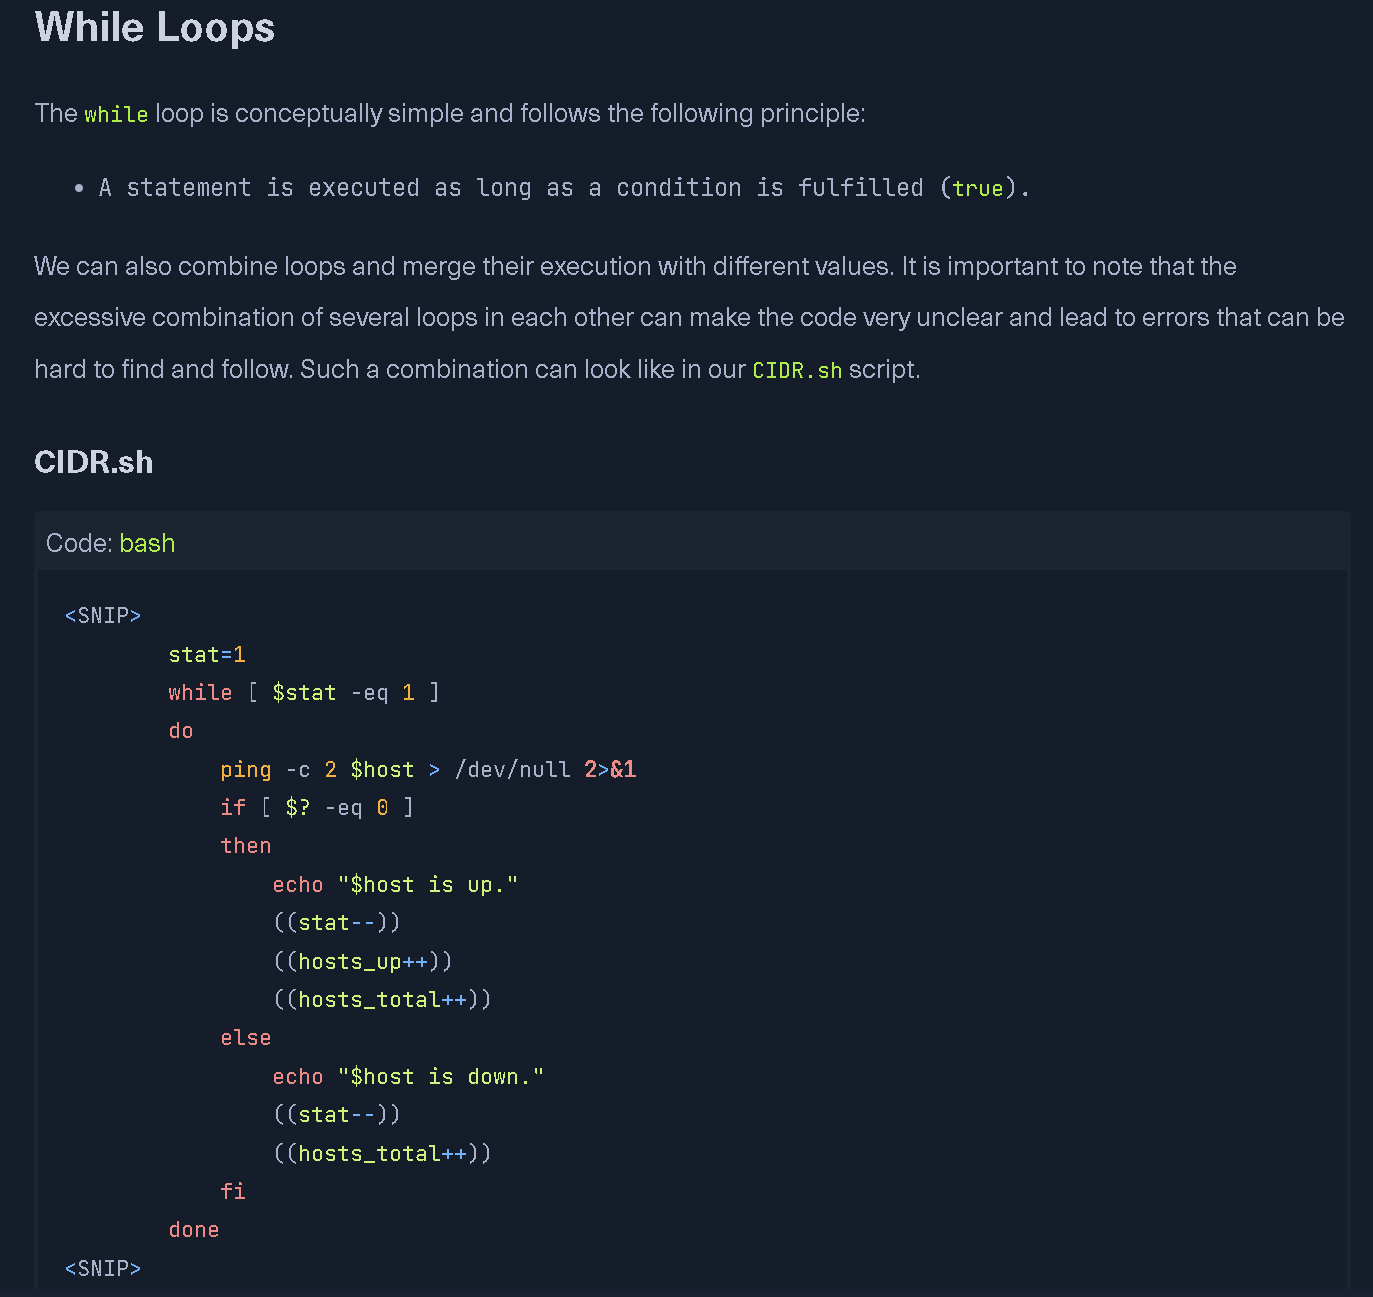 While Loops
The while loop is conceptually simple and follows the following principle:
• A statement is executed as long as a condition is fulfilled (true).
We can also combine loops and merge their execution with different values. It is important to note that the
excessive combination of several loops in each other can make the code very unclear and lead to errors that can be
hard to find and follow. Such a combination can look like in our CIDR.sh script.
CIDR.sh
Code: bash
<SNIP>
        stat=1
        while [ $stat -eq 1 ]
        do
            ping -c 2 $host > /dev/null 2>&1
            if [ $? -eq 0 ]
            then
                echo "$host is up."
                ((stat--))
                ((hosts_up++))
                ((hosts_total++))
            else
                echo "$host is down."
                ((stat--))
                ((hosts_total++))
            fi
        done
<SNIP>